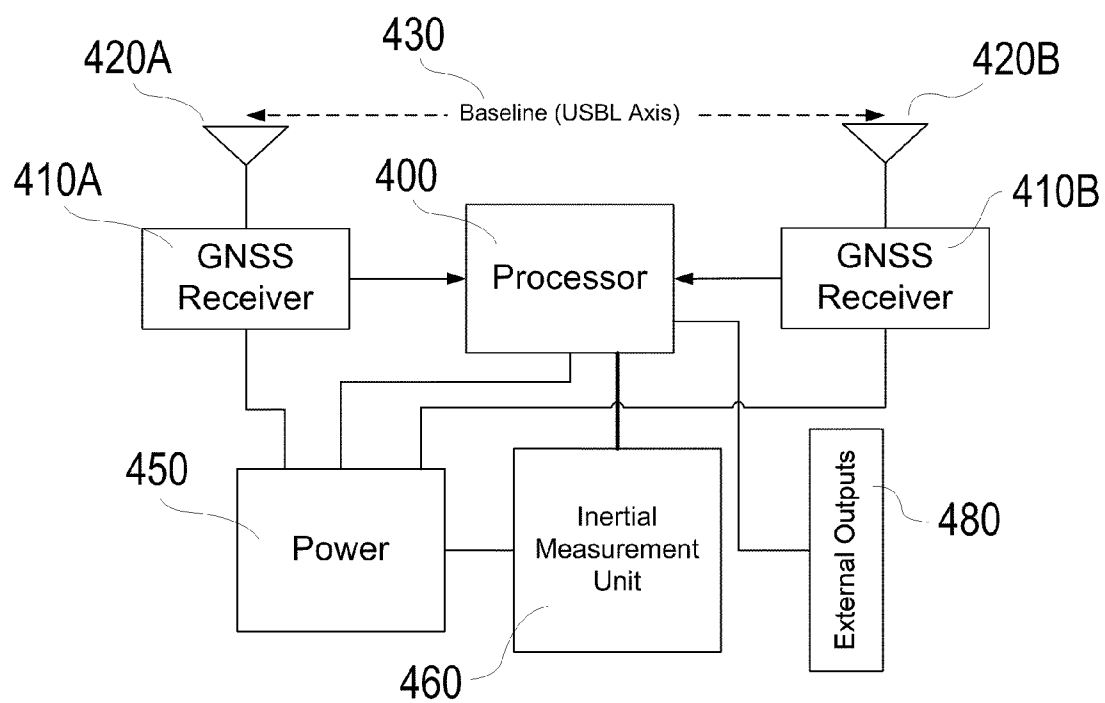 430
420A
420B
Baseline (USBL Axis)
410A
400
410B
GNSS
Receiver
Processor
GNSS
Receiver
450
Power
Inertial
Measurement
Unit
External Outputs
480
460